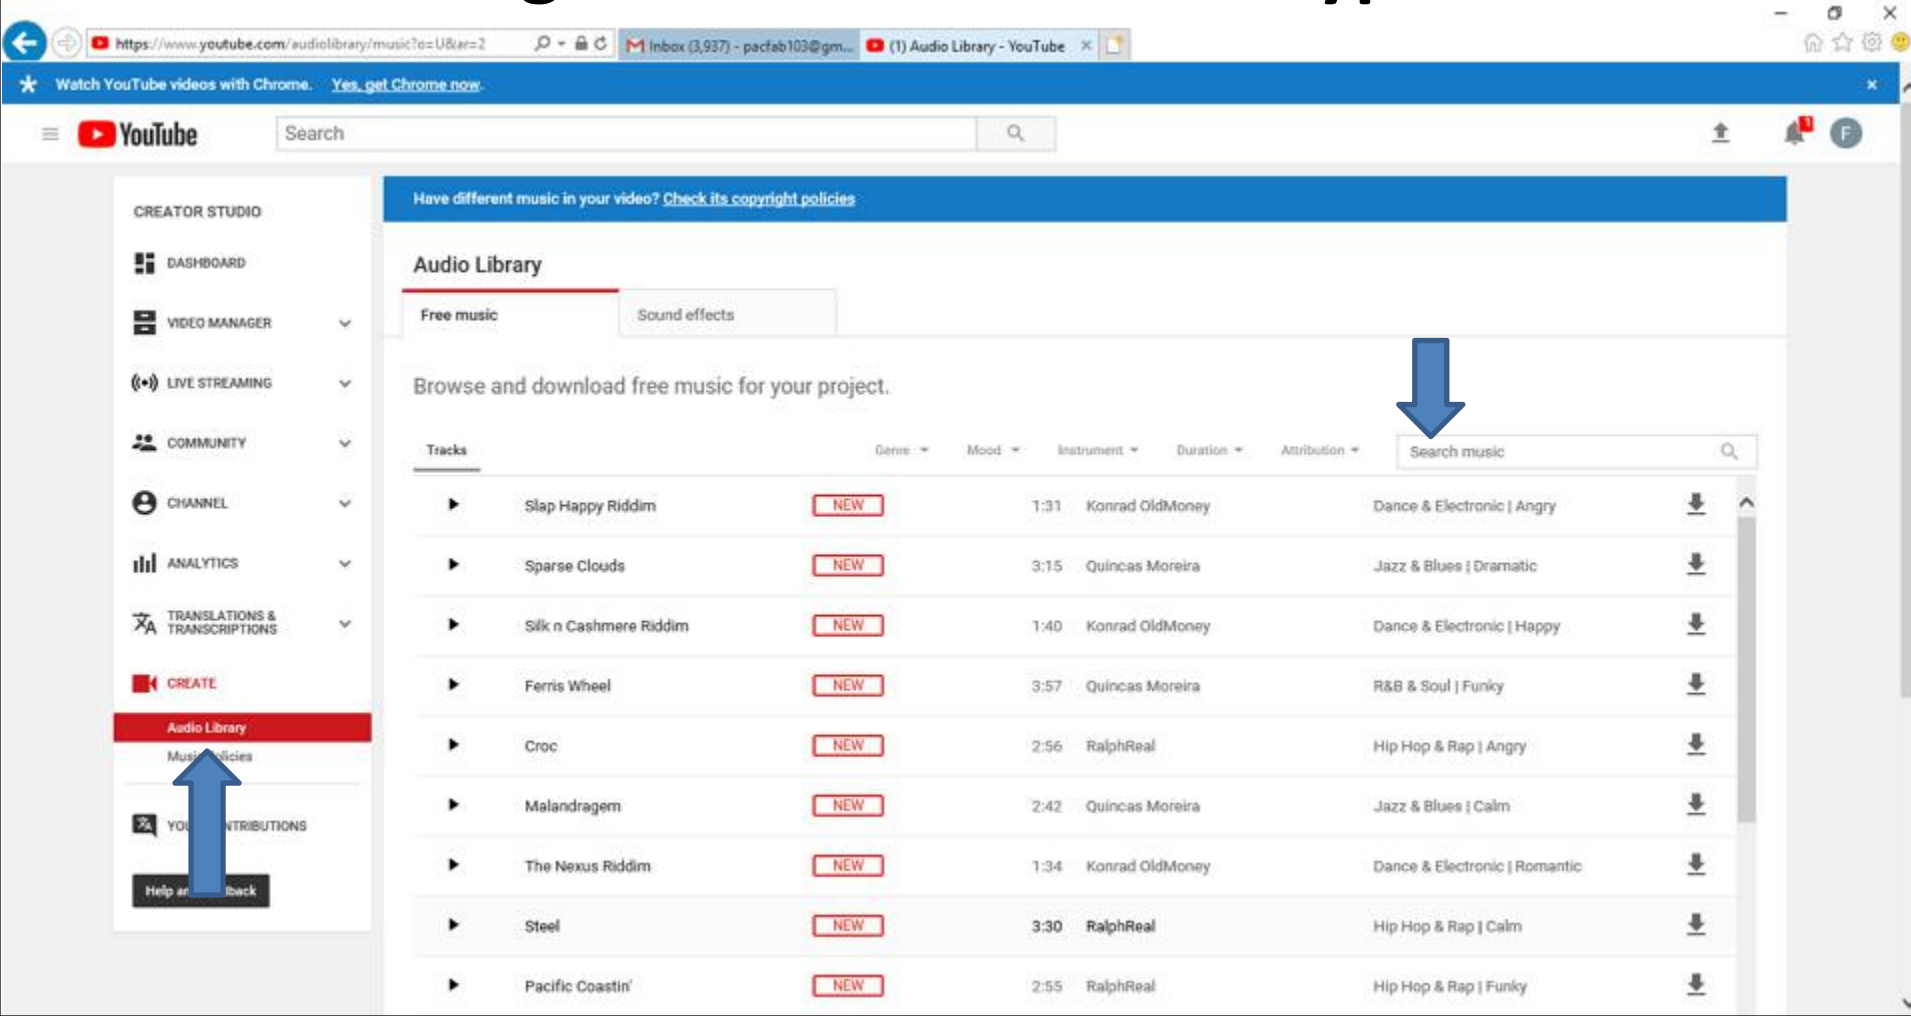 https://www.youtube.com/audiolibrary/music?o=U&ar=2
Inbox (3,937) - pacfab103@gm...
(1) Audio Library - YouTube
Watch YouTube videos with Chrome. Yes, get Chrome now.
YouTube
Search
1
F
CREATOR STUDIO
DASHBOARD
VIDEO MANAGER
LIVE STREAMING
COMMUNITY
CHANNEL
ANALYTICS
TRANSLATIONS &
TRANSCRIPTIONS
CREATE
Audio Library
Help
Have different music in your video? Check its copyright policies
Audio Library
Free music Sound effects
Browse and download free music for your project.
Tracks Genre Mood Instrument Duration Attribution Search music
Slap Happy Riddim NEW 1:31 Konrad OldMoney Dance & Electronic | Angry
Sparse Clouds NEW 3:15 Quincas Moreira Jazz & Blues | Dramatic
Silk n Cashmere Riddim NEW 1:40 Konrad OldMoney Dance & Electronic | Happy
Ferris Wheel NEW 3:57 Quincas Moreira R&B & Soul | Funky
Croc NEW 2:56 RalphReal Hip Hop & Rap | Angry
Malandragem NEW 2:42 Quincas Moreira Jazz & Blues | Calm
The Nexus Riddim NEW 1:34 Konrad OldMoney Dance & Electronic | Romantic
Steel NEW 3:30 RalphReal Hip Hop & Rap | Calm
Pacific Coastin' NEW 2:55 RalphReal Hip Hop & Rap | Funky